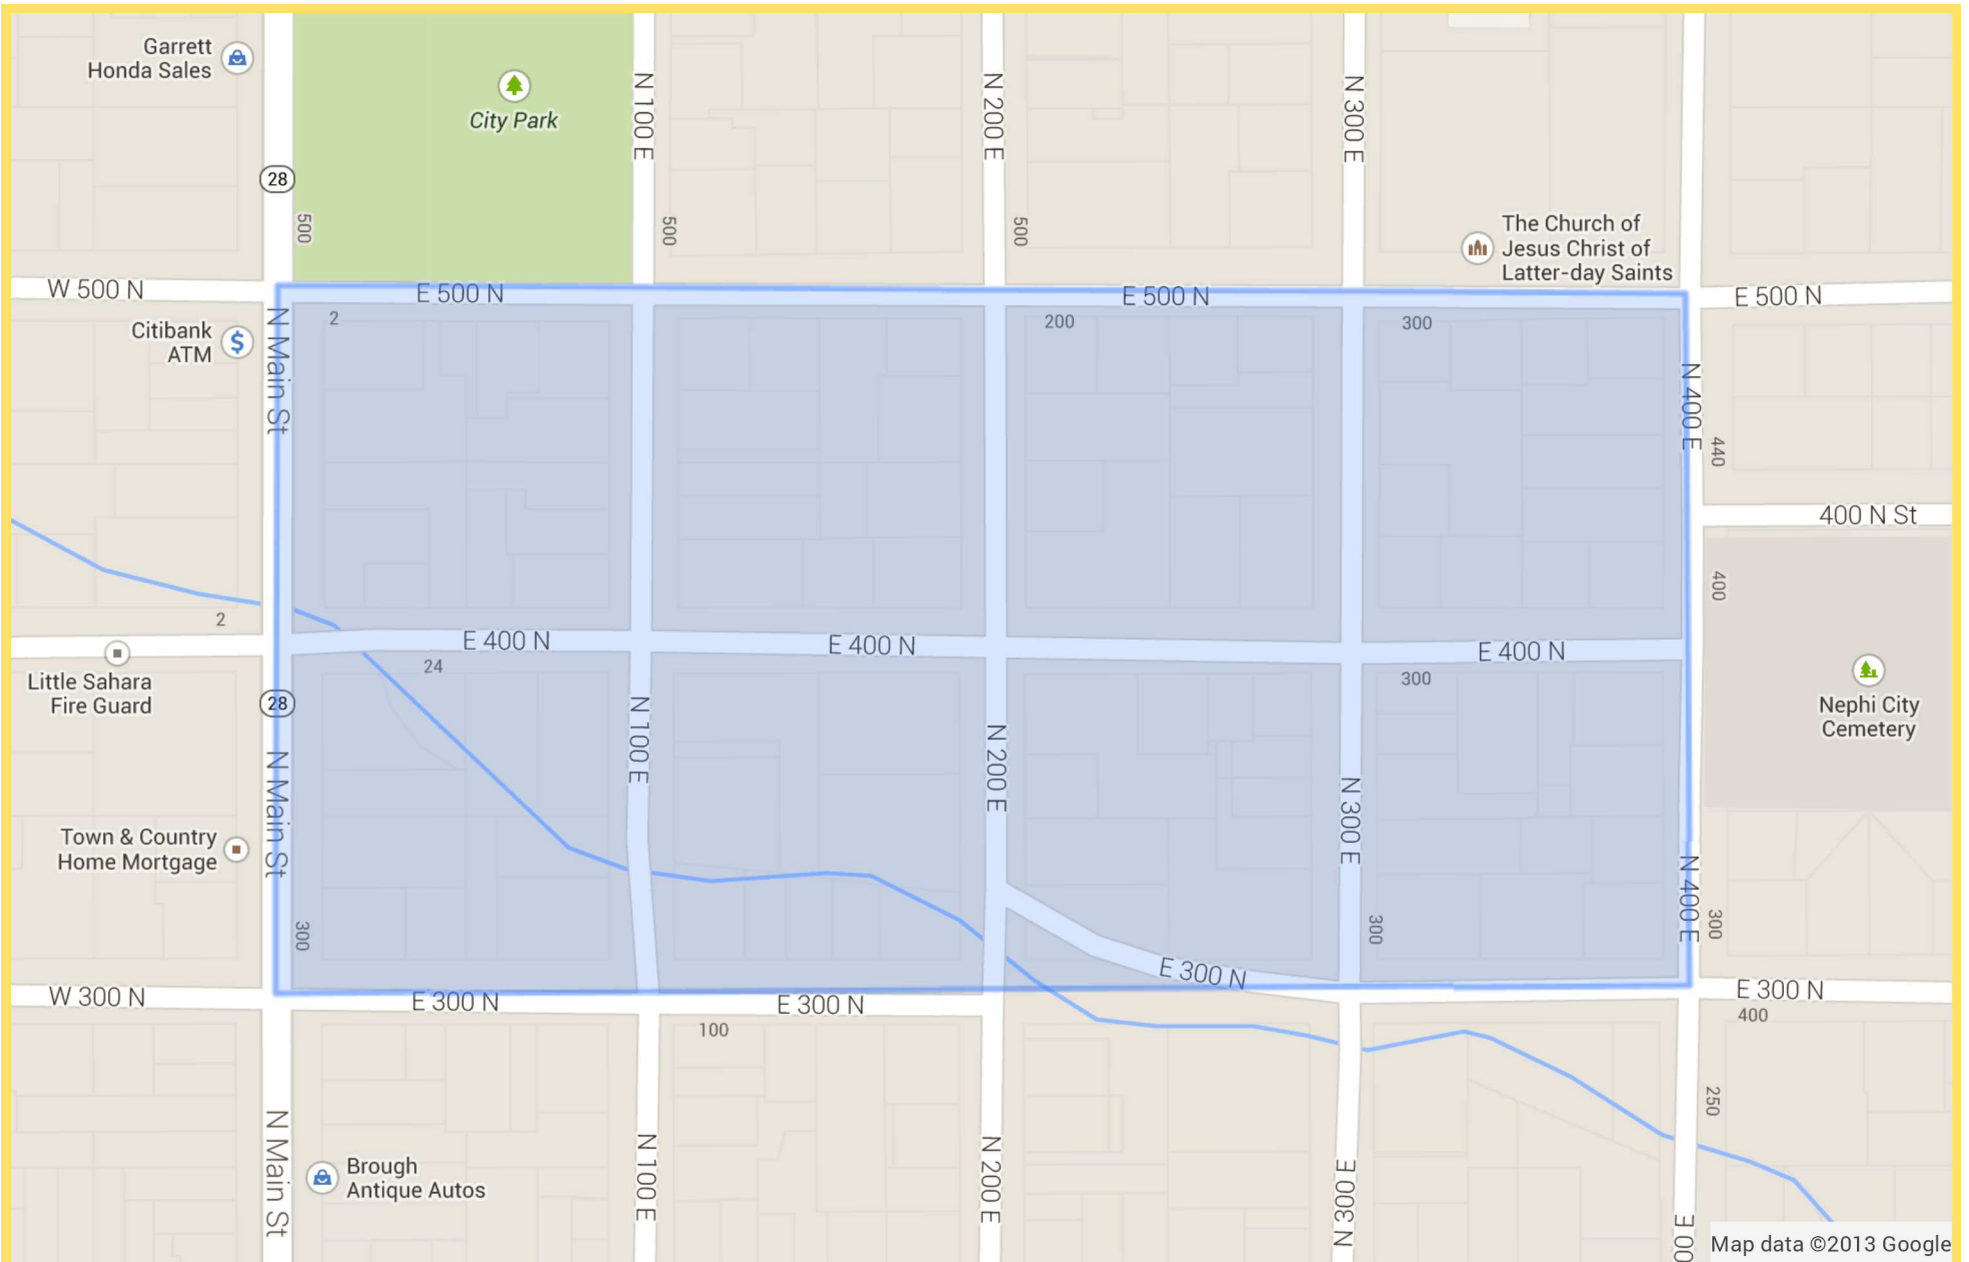 Garrett
Honda Sales
City Park
N 100 E
N 200 E
N 300 E
28
500
500
500
The Church of
Jesus Christ of
Latter-day Saints
W 500 N
E 500 N
E 500 N
E 500 N
Citibank
ATM
$
N Main St
2
200
300
N 400 E
440
400 N St
400
2
E 400 N
E 400 N
E 400 N
24
300
Little Sahara
Fire Guard
28
N 100 E
N 200 E
N 300 E
Nephi City
Cemetery
N Main St
Town & Country
Home Mortgage
N 400 E
300
300
300
E 300 N
W 300 N
E 300 N
E 300 N
E 300 N
100
400
250
N Main St
Brough
Antique Autos
N 100 E
N 200 E
N 300 E
00 E
Map data ©2013 Google